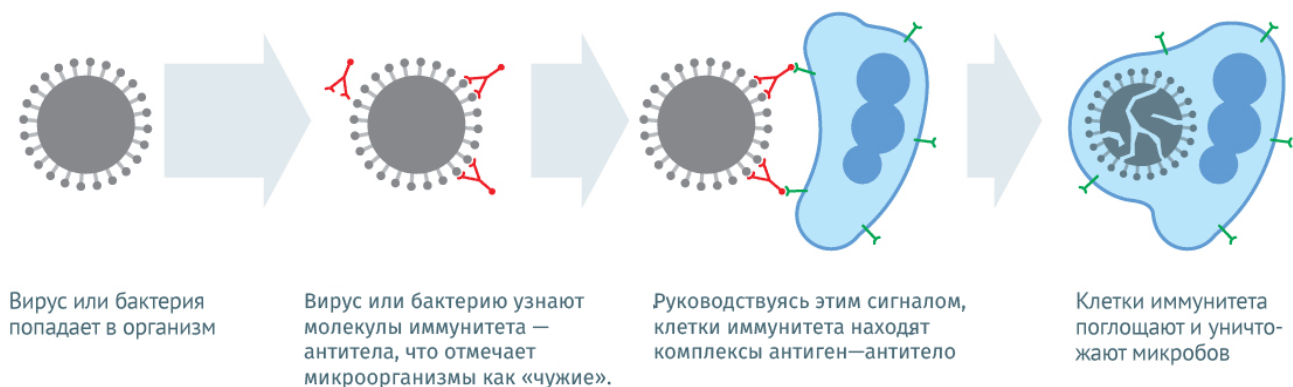 Вирус или бактерия
попадает в организм
Вирус или бактерию узнают
молекулы иммунитета —
антитела, что отмечает
микроорганизмы как «чужие».
Руководствуясь этим сигналом,
клетки иммунитета находят
комплексы антиген—антитело
Клетки иммунитета
поглощают и уничто-
жают микробов